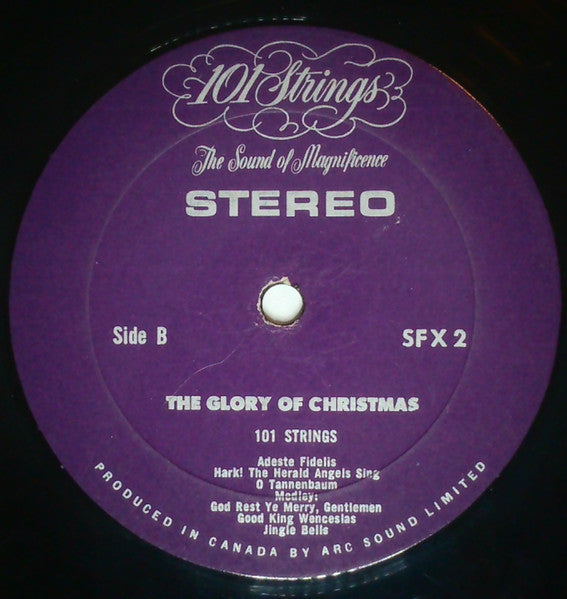 101 Strings
The Sound of Magnificence
STEREO
Side B
SFX 2
THE GLORY OF CHRISTMAS
101 STRINGS
Adeste Fidelis
Hark! The Herald Angels Sing
O Tannenbaum
Medley:
God Rest Ye Merry, Gentlemen
Good King Wenceslas
Jingle Bells
PRODUCED IN CANADA BY ARC SOUND LIMITED